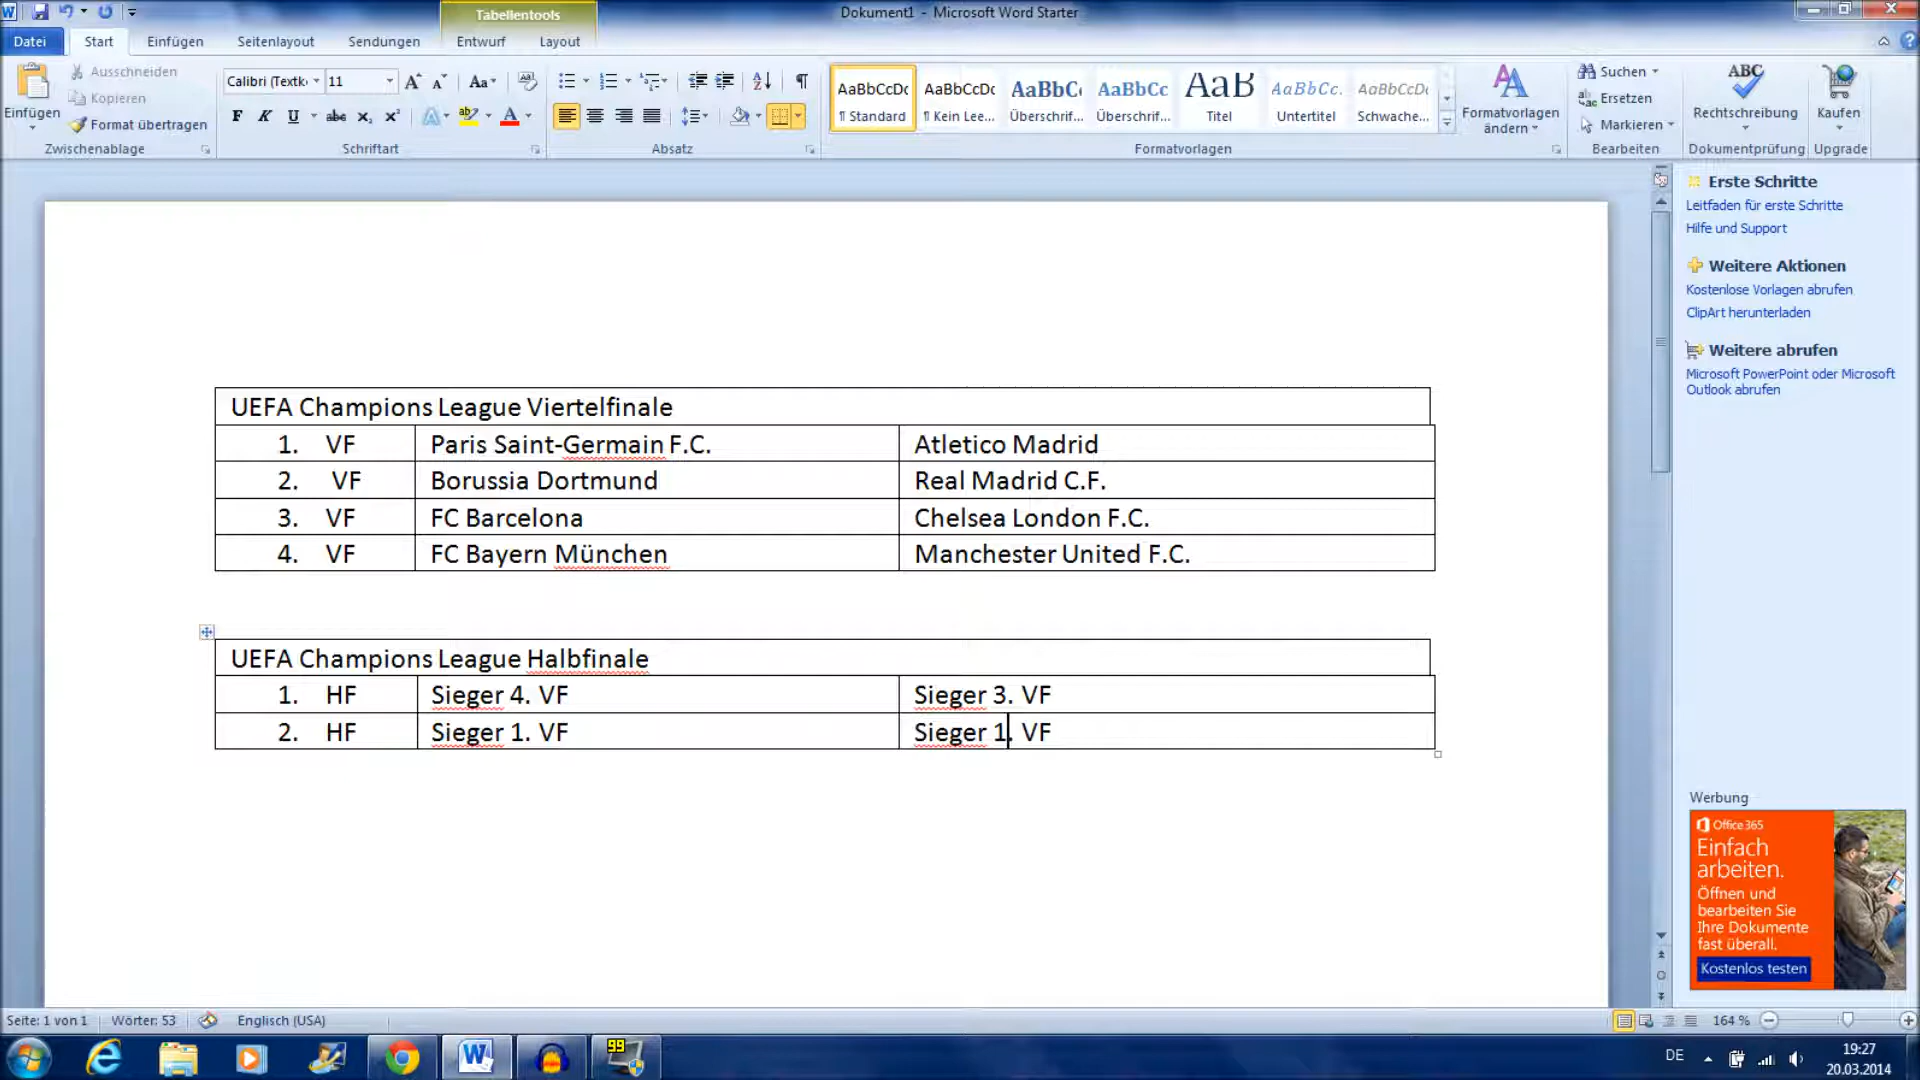 Tabellentools
Dokument1 - Microsoft Word Starter
Datei Start Einfügen Seitenlayout Sendungen Entwurf Layout
Einfügen
Ausschneiden
Kopieren
Format übertragen
Zwischenablage
Calibri (Textk 11
Aa
F K U abc x₂ x²
Schriftart
Absatz
AaBbCcDc AaBbCcDc AaBbC AaBbCc AaB AaBbCc. AaBbCcDc
¶ Standard ¶ Kein Lee... Überschrif... Überschrif... Titel Untertitel Schwache...
Formatvorlagen
Formatvorlagen
ändern
Suchen
Ersetzen
Markieren
Bearbeiten
ABC
Rechtschreibung
Dokumentprüfung
Kaufen
Upgrade
UEFA Champions League Viertelfinale
1. VF Paris Saint-Germain F.C. Atletico Madrid
2. VF Borussia Dortmund Real Madrid C.F.
3. VF FC Barcelona Chelsea London F.C.
4. VF FC Bayern München Manchester United F.C.
UEFA Champions League Halbfinale
1. HF Sieger 4. VF Sieger 3. VF
2. HF Sieger 1. VF Sieger 1. VF
Erste Schritte
Leitfaden für erste Schritte
Hilfe und Support
Weitere Aktionen
Kostenlose Vorlagen abrufen
ClipArt herunterladen
Weitere abrufen
Microsoft PowerPoint oder Microsoft
Outlook abrufen
Werbung
Office 365
Einfach
arbeiten.
Öffnen und
bearbeiten Sie
Ihre Dokumente
fast überall.
Kostenlos testen
Seite: 1 von 1 Wörter: 53 Englisch (USA) 164 %
99
DE
19:27
20.03.2014